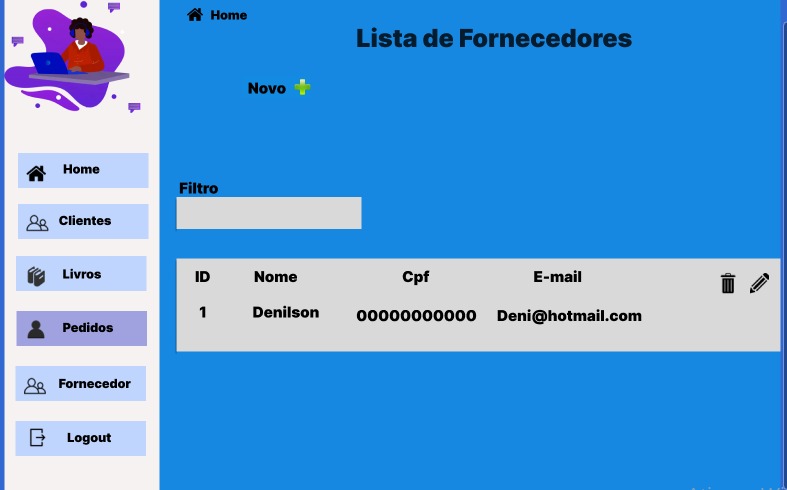 Home
Lista de Fornecedores
Novo
Home
Clientes
Livros
Pedidos
Fornecedor
Logout
Filtro
ID Nome Cpf E-mail
1 Denilson 00000000000 Deni@hotmail.com